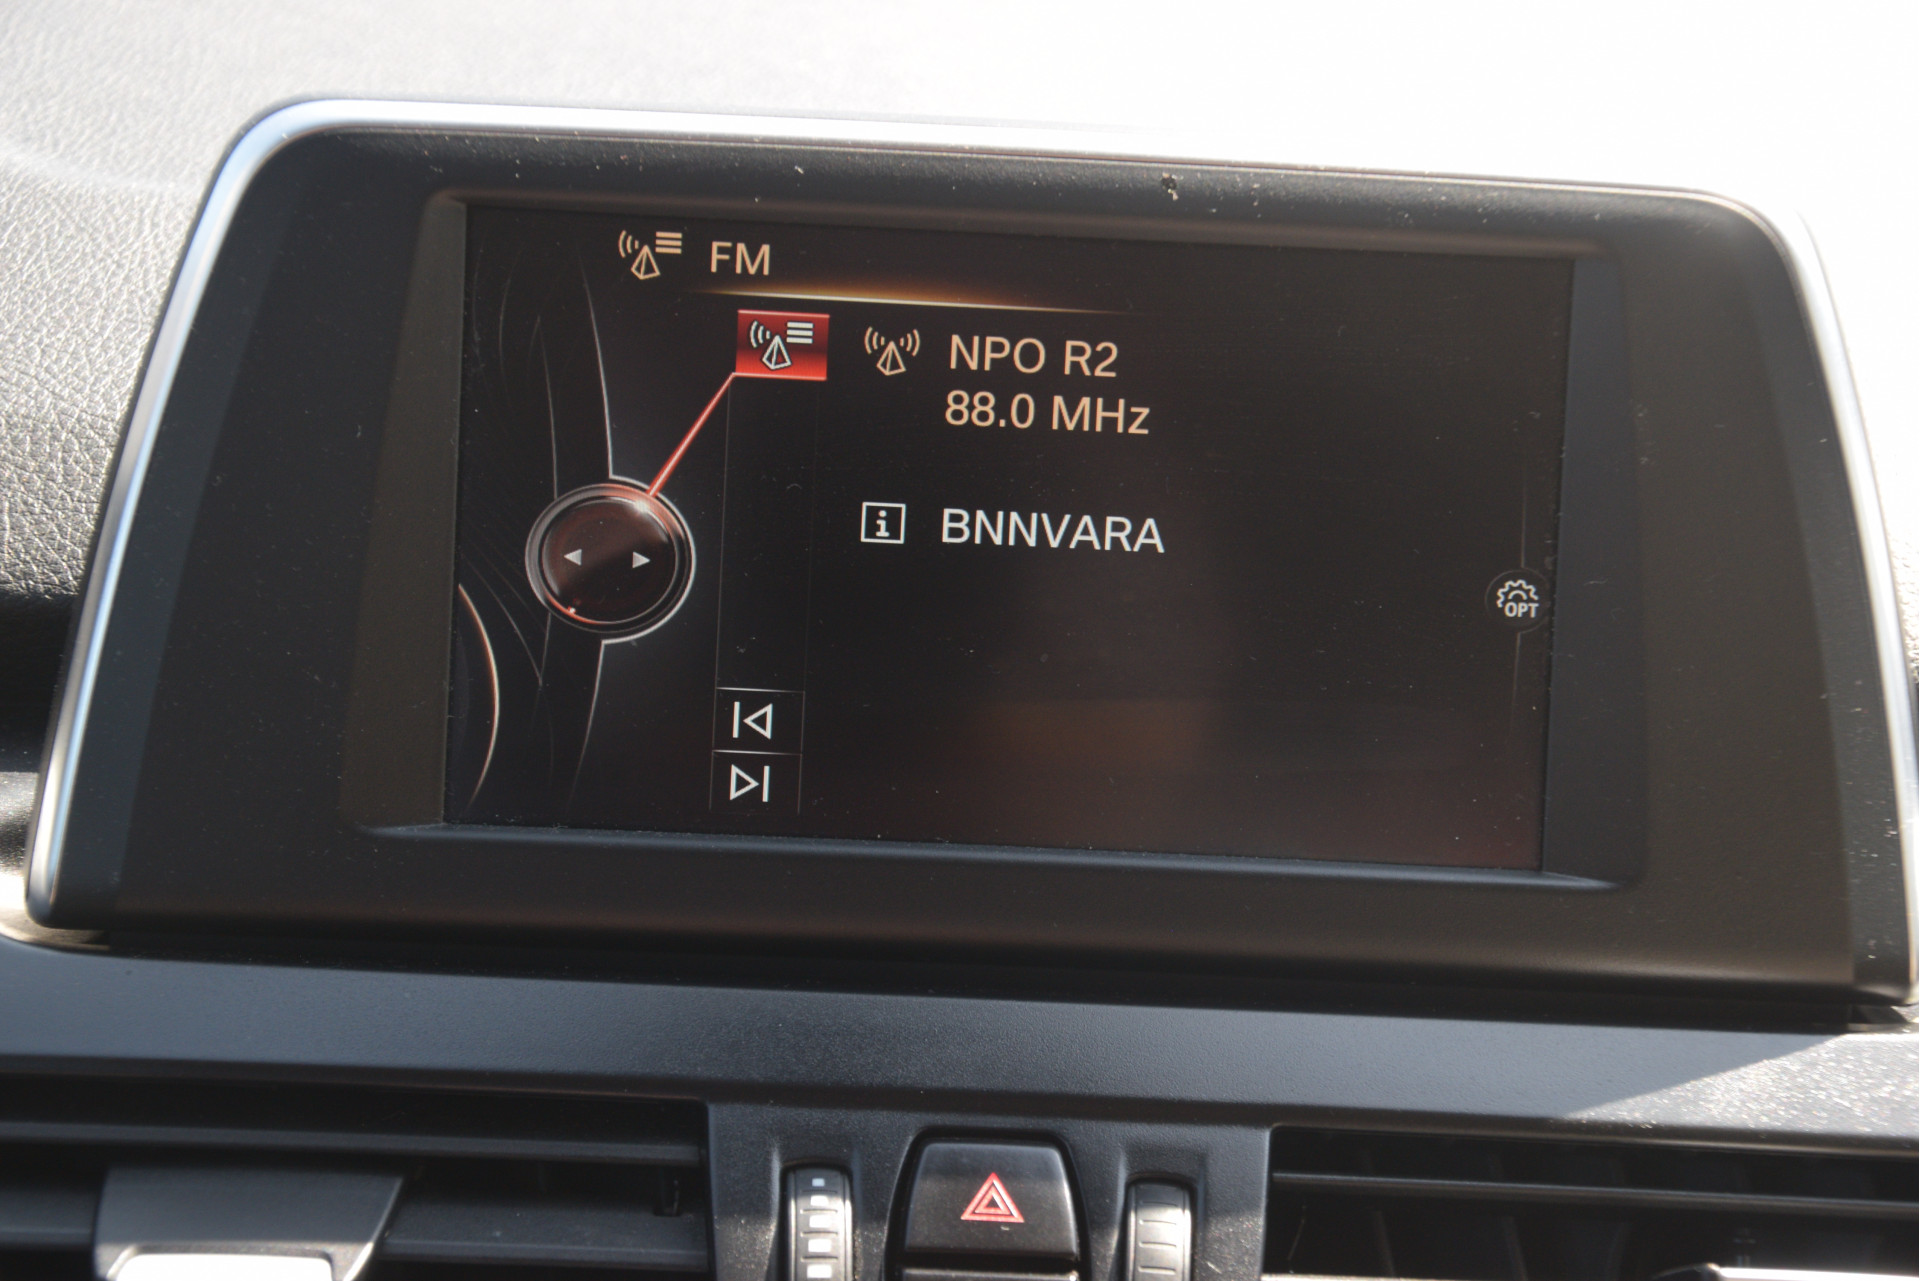 FM
NPO R2
88.0 MHz
i BNNVARA
OPT